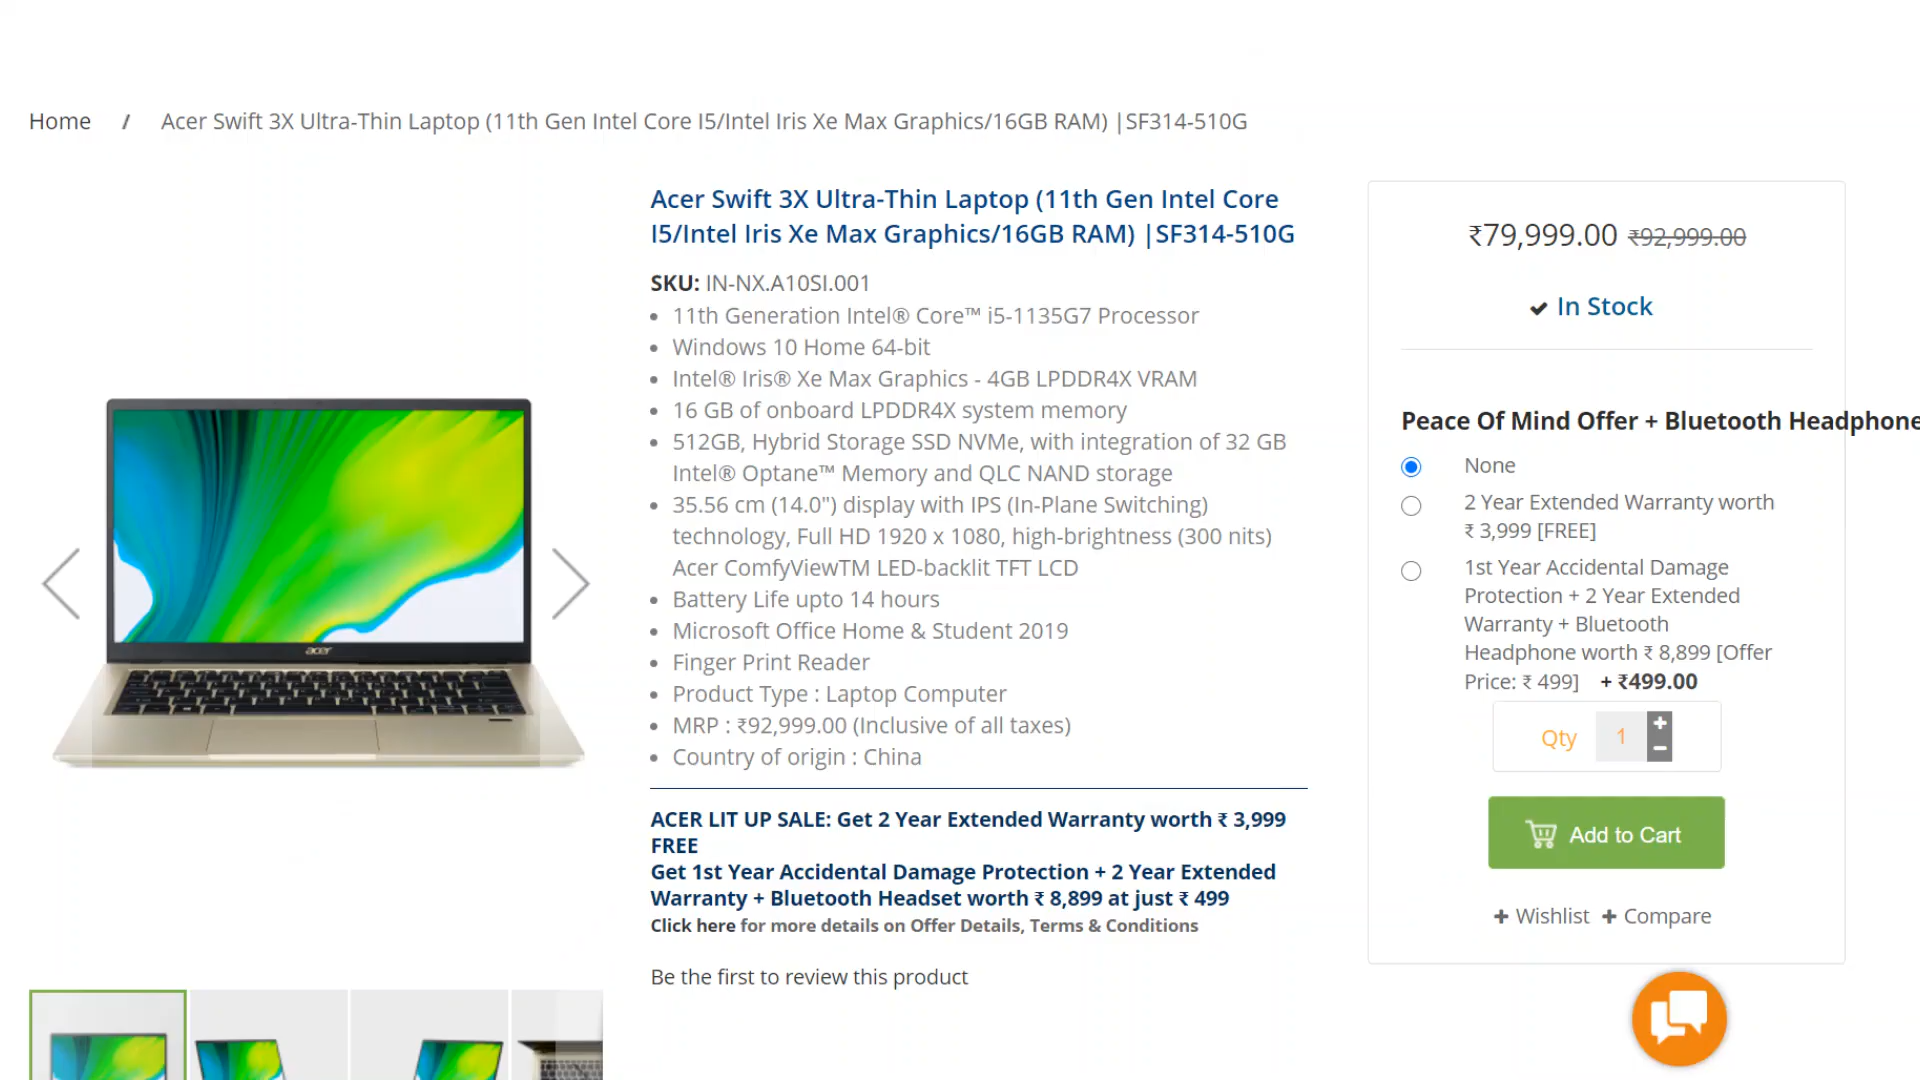 Home / Acer Swift 3X Ultra-Thin Laptop (11th Gen Intel Core I5/Intel Iris Xe Max Graphics/16GB RAM) |SF314-510G
acer
Acer Swift 3X Ultra-Thin Laptop (11th Gen Intel Core
I5/Intel Iris Xe Max Graphics/16GB RAM) |SF314-510G
SKU: IN-NX.A10SI.001
• 11th Generation Intel® Core™ i5-1135G7 Processor
• Windows 10 Home 64-bit
• Intel® Iris® Xe Max Graphics - 4GB LPDDR4X VRAM
• 16 GB of onboard LPDDR4X system memory
• 512GB, Hybrid Storage SSD NVMe, with integration of 32 GB
Intel® Optane™ Memory and QLC NAND storage
• 35.56 cm (14.0") display with IPS (In-Plane Switching)
technology, Full HD 1920 x 1080, high-brightness (300 nits)
Acer ComfyViewTM LED-backlit TFT LCD
• Battery Life upto 14 hours
• Microsoft Office Home & Student 2019
• Finger Print Reader
• Product Type : Laptop Computer
• MRP : ₹92,999.00 (Inclusive of all taxes)
• Country of origin : China
ACER LIT UP SALE: Get 2 Year Extended Warranty worth ₹ 3,999
FREE
Get 1st Year Accidental Damage Protection + 2 Year Extended
Warranty + Bluetooth Headset worth ₹ 8,899 at just ₹ 499
Click here for more details on Offer Details, Terms & Conditions
Be the first to review this product
₹79,999.00 ₹92,999.00
In Stock
Peace Of Mind Offer + Bluetooth Headphone
None
2 Year Extended Warranty worth
₹ 3,999 [FREE]
1st Year Accidental Damage
Protection + 2 Year Extended
Warranty + Bluetooth
Headphone worth ₹ 8,899 [Offer
Price: ₹ 499] + ₹499.00
Qty 1
Add to Cart
+ Wishlist + Compare